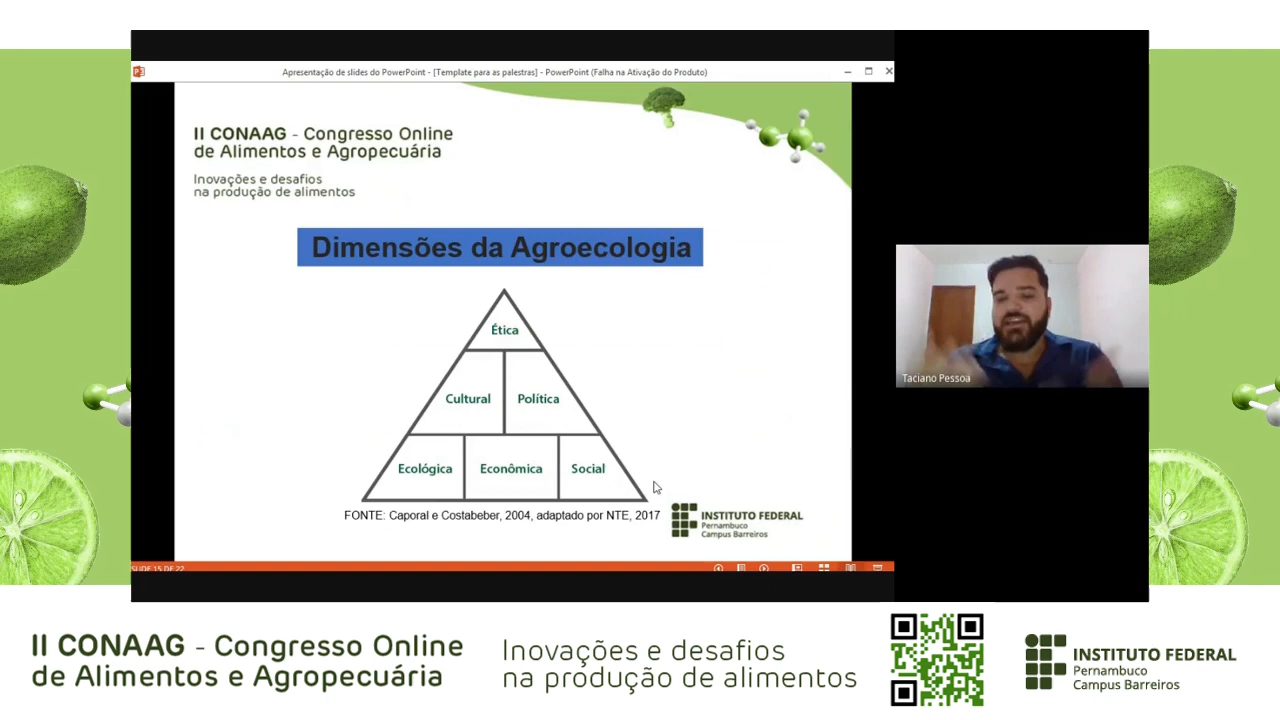 Apresentação de slides do PowerPoint - [Template para as palestras] - PowerPoint (Falha na Ativação do Produto)
II CONAAG - Congresso Online
de Alimentos e Agropecuária
Inovações e desafios
na produção de alimentos
Dimensões da Agroecologia
Ética
Cultural Política
Ecológica Econômica Social
FONTE: Caporal e Costabeber, 2004, adaptado por NTE, 2017
INSTITUTO FEDERAL
Pernambuco
Campus Barreiros
SLIDE 15 DE 22
Taciano Pessoa
II CONAAG - Congresso Online
de Alimentos e Agropecuária
Inovações e desafios
na produção de alimentos
INSTITUTO FEDERAL
Pernambuco
Campus Barreiros